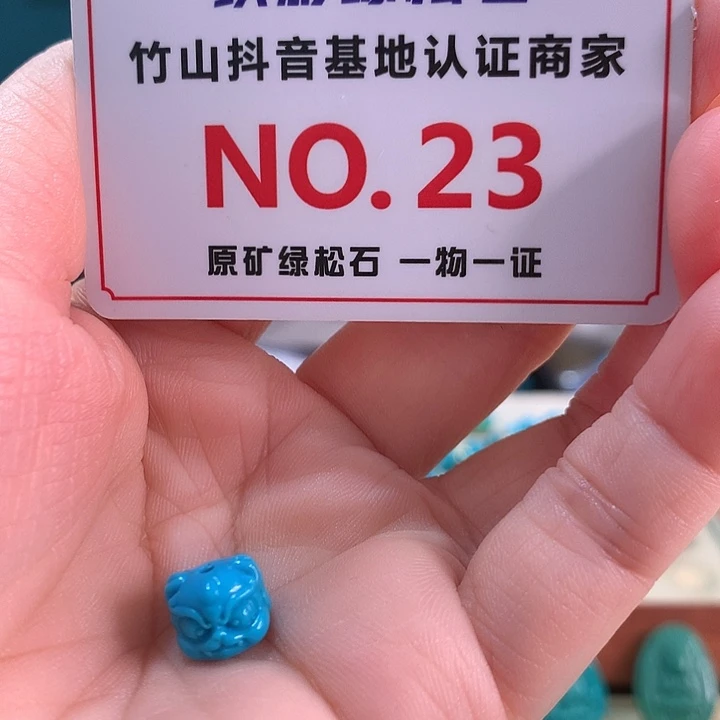 竹山抖音基地认证商家
NO. 23
原矿绿松石 一物一证